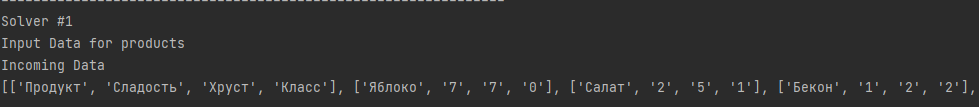 Solver #1
Input Data for products
Incoming Data
[['Продукт', 'Сладость', 'Хруст', 'Класс'], ['Яблоко', '7', '7', '0'], ['Салат', '2', '5', '1'], ['Бекон', '1', '2', '2'],